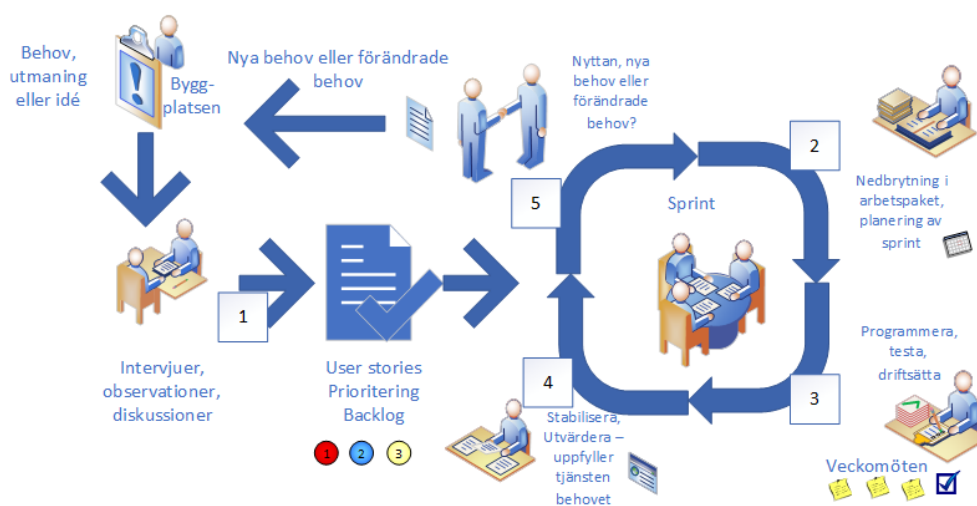 Behov,
utmaning
eller idé
Bygg-
platsen
Nya behov eller förändrade
behov
Nyttan, nya
behov eller
förändrade
behov?
2
Nedbrytning i
arbetspaket,
planering av
sprint
5
Sprint
1
Intervjuer,
observationer,
diskussioner
User stories
Prioritering
Backlog
1 2 3
4
Stabilisera,
Utvärdera –
uppfyller
tjänsten
behovet
3
Programmera,
testa,
driftsätta
Veckomöten